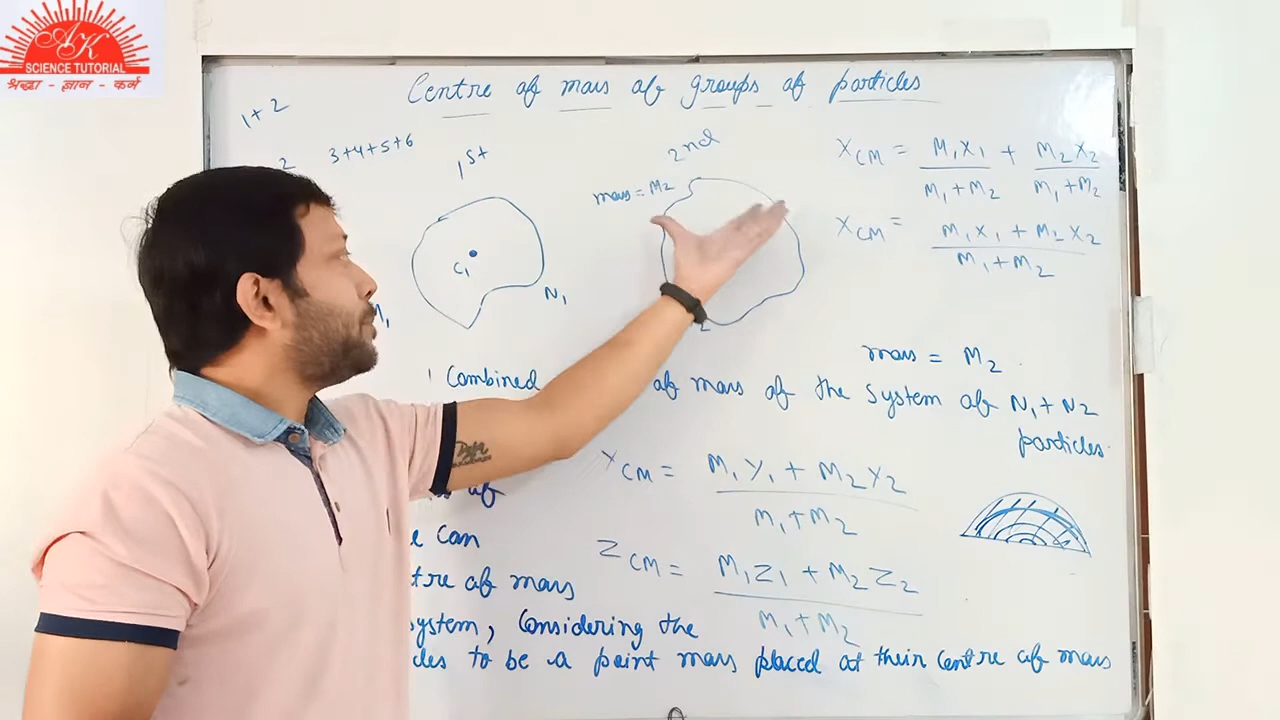 AK
SCIENCE TUTORIAL
श्रद्धा - ज्ञान - कर्म
Centre of mass of groups of particles
1+2
2 3+4+5+6
1st
2nd
mass = M2
C1
N1
XCM = M1X1 / M1+M2 + M2X2 / M1+M2
XCM = M1X1 + M2X2 / M1+M2
mass = M2
Combined of mass of the system of N1+N2
particles.
YCM = M1Y1 + M2Y2 / M1+M2
of
can
ZCM = M1Z1 + M2Z2 / M1+M2
of mass
system, Considering the
to be a point mass placed at their Centre of mass